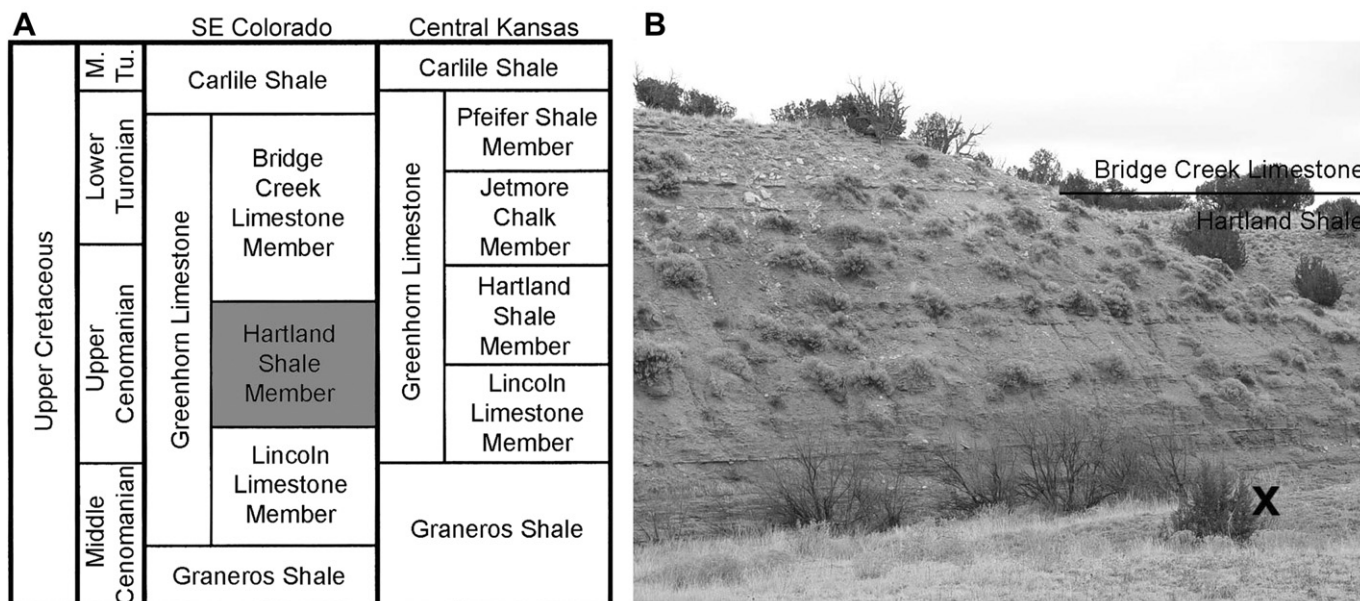 A
SE Colorado
Central Kansas
Upper Cretaceous
M.
Tu.
Lower
Turonian
Upper
Cenomanian
Middle
Cenomanian
Carlile Shale
Greenhorn Limestone
Bridge
Creek
Limestone
Member
Hartland
Shale
Member
Lincoln
Limestone
Member
Graneros Shale
Carlile Shale
Greenhorn Limestone
Pfeifer Shale
Member
Jetmore
Chalk
Member
Hartland
Shale
Member
Lincoln
Limestone
Member
Graneros Shale
B
Bridge Creek Limestone
Hartland Shale
X